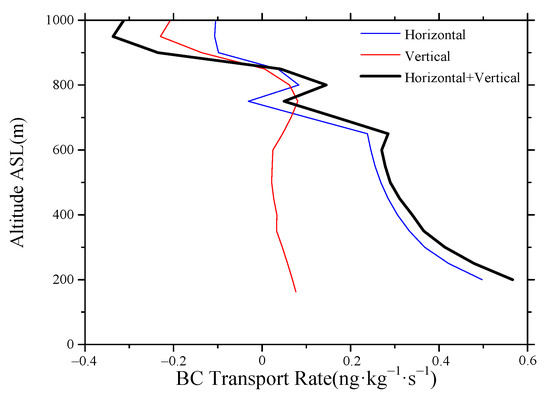 1000
800
600
400
200
0
Altitude ASL(m)
Horizontal
Vertical
Horizontal+Vertical
−0.4
−0.2
0
0.2
0.4
0.6
BC Transport Rate(ng·kg⁻¹·s⁻¹)